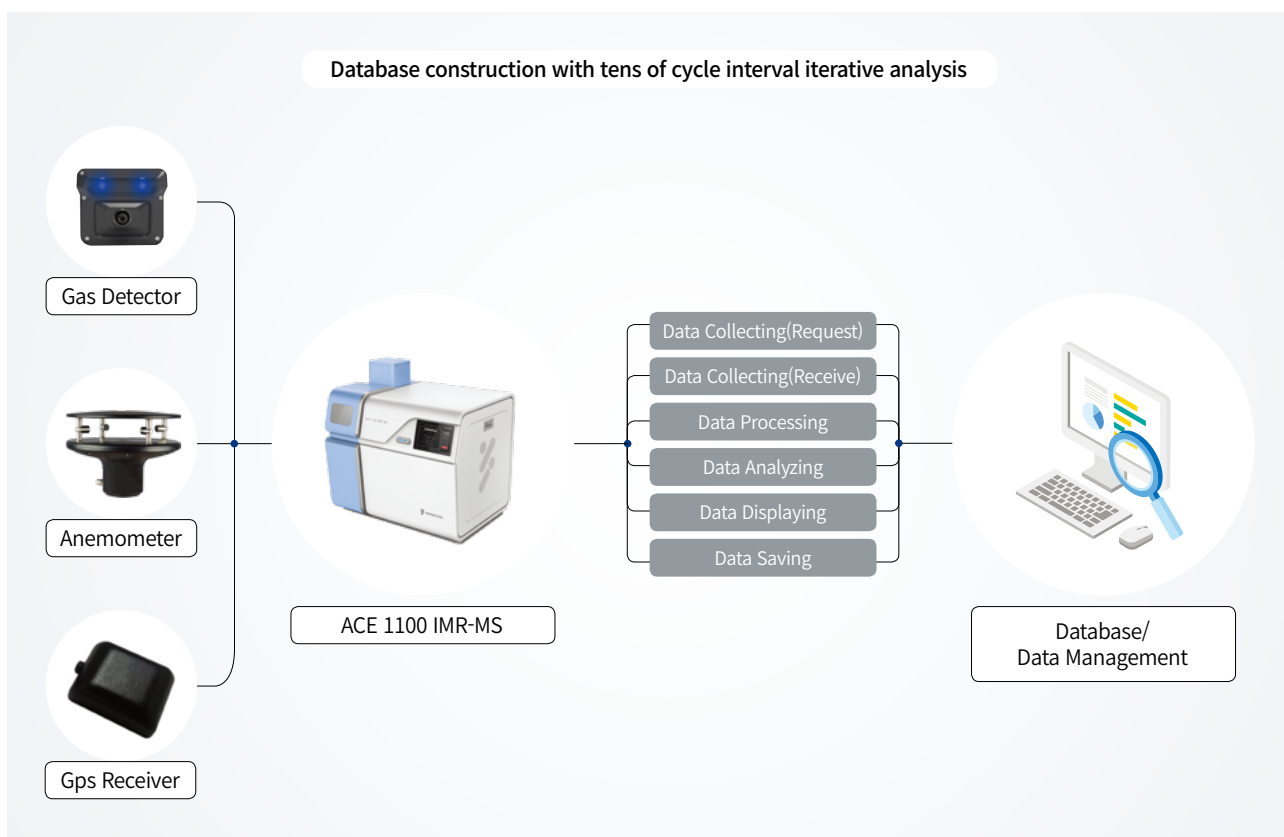 Database construction with tens of cycle interval iterative analysis
Gas Detector
Anemometer
Gps Receiver
ACE 1100 IMR-MS
Data Collecting(Request)
Data Collecting(Receive)
Data Processing
Data Analyzing
Data Displaying
Data Saving
Database/
Data Management